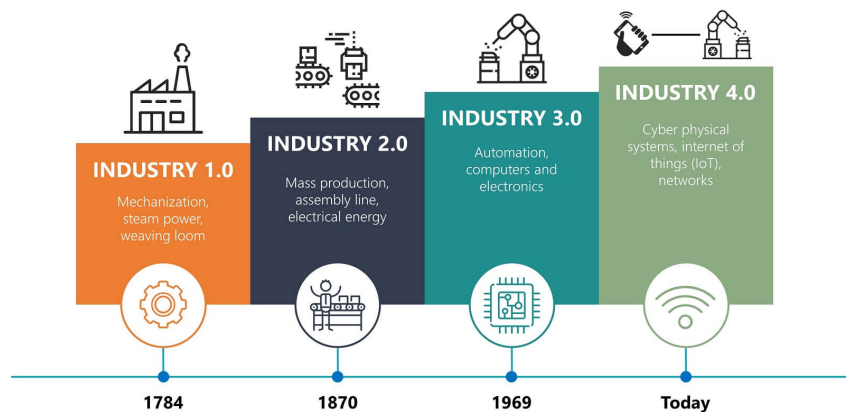 INDUSTRY 1.0
Mechanization,
steam power,
weaving loom
INDUSTRY 2.0
Mass production,
assembly line,
electrical energy
INDUSTRY 3.0
Automation,
computers and
electronics
INDUSTRY 4.0
Cyber physical
systems, internet of
things (IoT),
networks
1784
1870
1969
Today